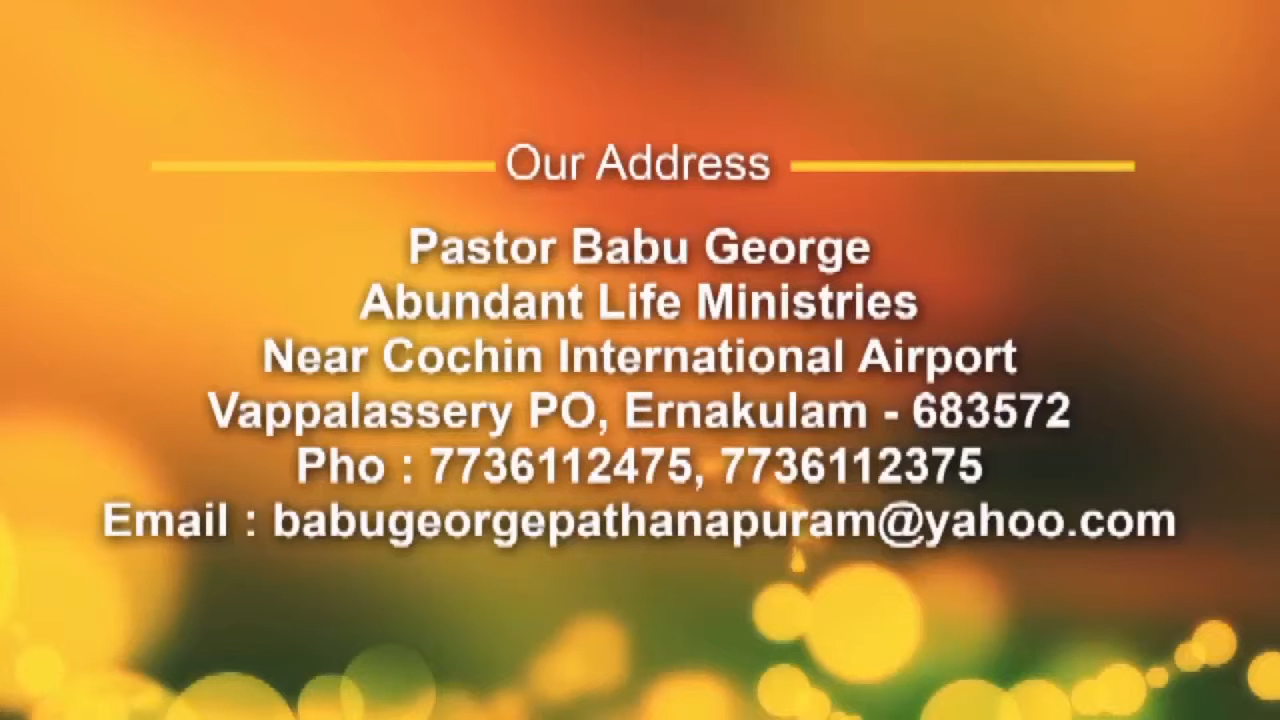 Our Address
Pastor Babu George
Abundant Life Ministries
Near Cochin International Airport
Vappalassery PO, Ernakulam - 683572
Pho : 7736112475, 7736112375
Email : babugeorgepathanapuram@yahoo.com